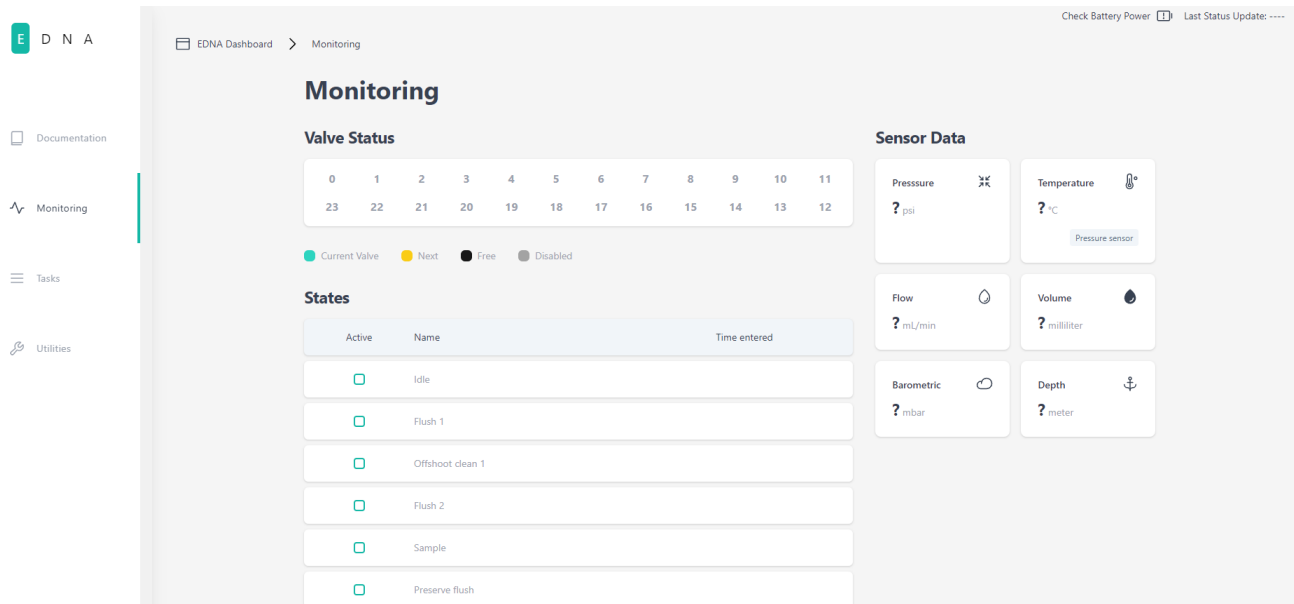 Check Battery Power Last Status Update: ----
E D N A
EDNA Dashboard Monitoring
Monitoring
Documentation
Monitoring
Tasks
Utilities
Valve Status
0 1 2 3 4 5 6 7 8 9 10 11
23 22 21 20 19 18 17 16 15 14 13 12
Current Valve Next Free Disabled
States
Active Name Time entered
Idle
Flush 1
Offshoot clean 1
Flush 2
Sample
Preserve flush
Sensor Data
Presssure
? psi
Temperature
? °C
Pressure sensor
Flow
? mL/min
Volume
? milliliter
Barometric
? mbar
Depth
? meter